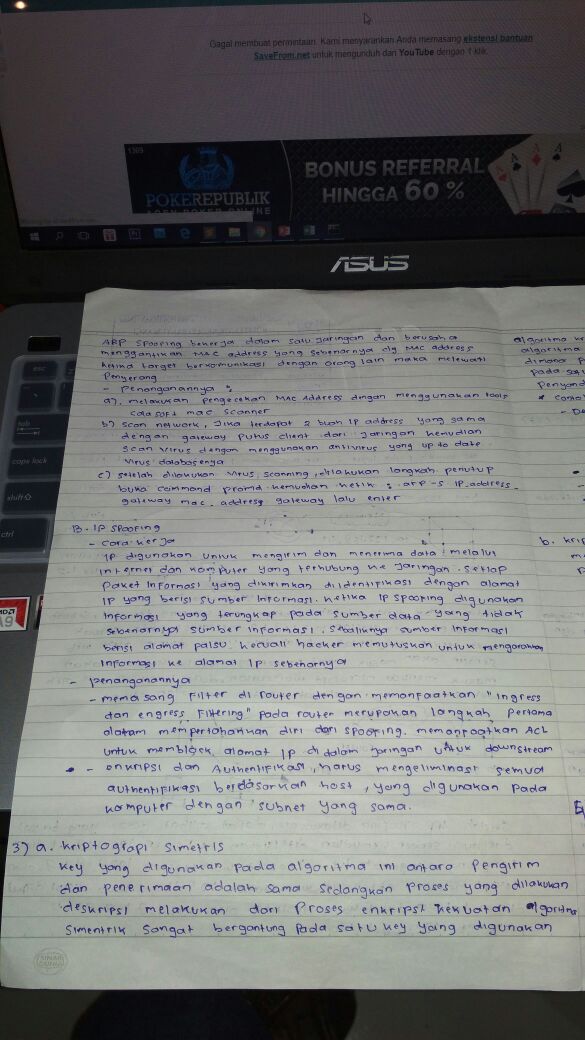 Gagal membuat permintaan. Kami menyarankan Anda memasang ekstensi bantuan
SaveFrom.net untuk mengunduh dari YouTube dengan 1 klik.
1369
POKEREPUBLIK
AGEN POKER ONLINE
BONUS REFERRAL
HINGGA 60 %
ASUS
esc
tab
caps lock
shift
ctrl
AMD
A9
ARP Spoofing bekerja dalam satu jaringan dan berusaha
menggantikan MAC address yang sebenarnya dg MAC address
ketika target berkomunikasi dengan orang lain maka melewati
Penyerang
- Penanganannya :
a). melakukan pengecekan MAC Address dengan menggunakan tools
colasoft mac scanner
b) scan network, Jika terdapat 2 buah IP address yang sama
dengan gateway putus client dari jaringan kemudian
scan virus dengan menggunakan antivirus yang up to date
virus databasenya
c) setelah dilakukan virus scanning, dilakukan langkah penutup
buka command promd kemudian ketik : arp -s IP_address_
gateway mac_address gateway lalu enter
B. IP Spoofing
- cara kerja
IP digunakan untuk mengirim dan menerima data melalui
internet dan komputer yang terhubung ke jaringan. Setiap
Paket informasi yang dikirimkan diidentifikasi dengan alamat
IP yang berisi sumber informasi. ketika IP Spoofing digunakan
Informasi yang terungkap pada sumber data yang tidak
sebenarnya sumber informasi, sebaliknya sumber informasi
berisi alamat palsu kecuali hacker memutuskan untuk mengarahkan
Informasi ke alamat IP sebenarnya
- penanganannya
- memasang filter di router dengan memanfaatkan "ingress
dan engress Filtering" pada router merupakan langkah pertama
dalam mempertahankan diri dari spoofing. memanfaatkan ACL
untuk memblock alamat IP di dalam jaringan untuk downstream
- enkripsi dan Authentifikasi, harus mengeliminasi semua
authentifikasi berdasarkan host, yang digunakan pada
komputer dengan subnet yang sama.
3) a. kriptografi simetris
key yang digunakan pada algoritma ini antara pengirim
dan penerimaan adalah sama sedangkan proses yang dilakukan
deskripsi melakukan dari Proses enkripsi kekuatan algoritma
simentrik sangat bergantung pada satu key yang digunakan
algoritma
dimana
pada
b. krip
SINAR
DUNIA